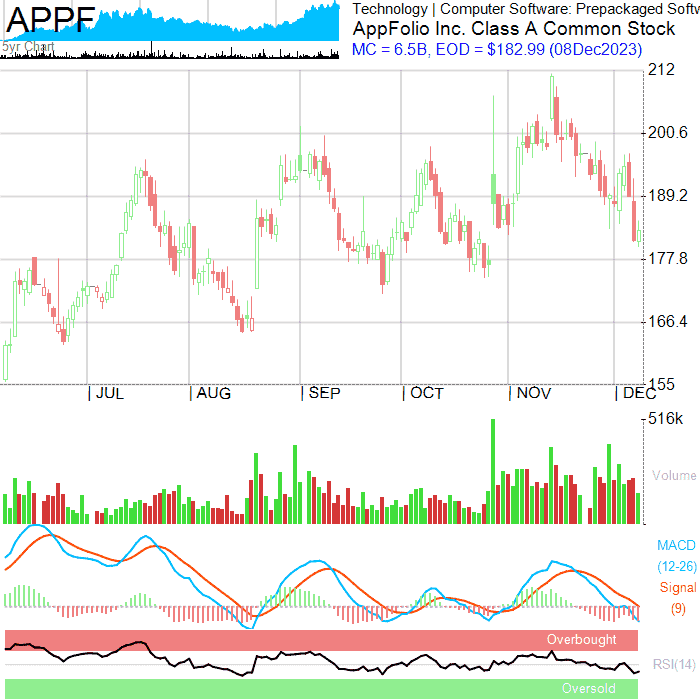 APPF
5yr Chart
Technology | Computer Software: Prepackaged Softw
AppFolio Inc. Class A Common Stock
MC = 6.5B, EOD = $182.99 (08Dec2023)
212
200.6
189.2
177.8
166.4
155
JUL AUG SEP OCT NOV DEC
516k
Volume
MACD
(12-26)
Signal
(9)
Overbought
RSI(14)
Oversold